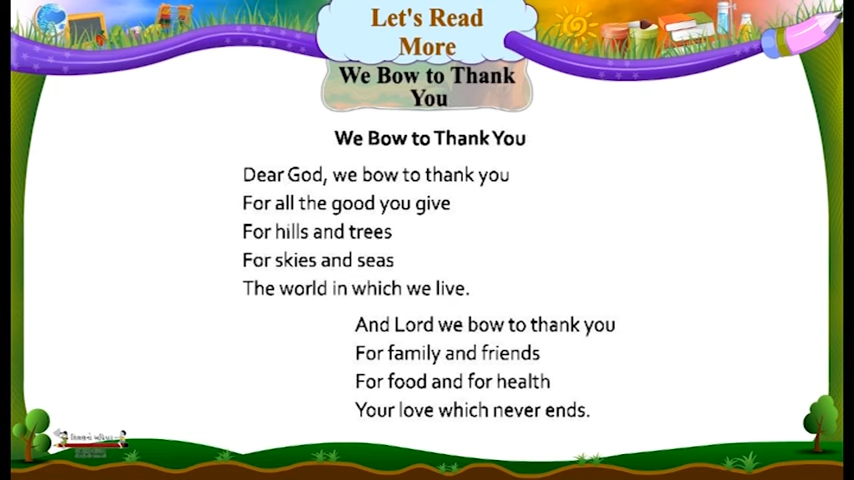 Let's Read
More
We Bow to Thank
You
We Bow to Thank You
Dear God, we bow to thank you
For all the good you give
For hills and trees
For skies and seas
The world in which we live.
And Lord we bow to thank you
For family and friends
For food and for health
Your love which never ends.